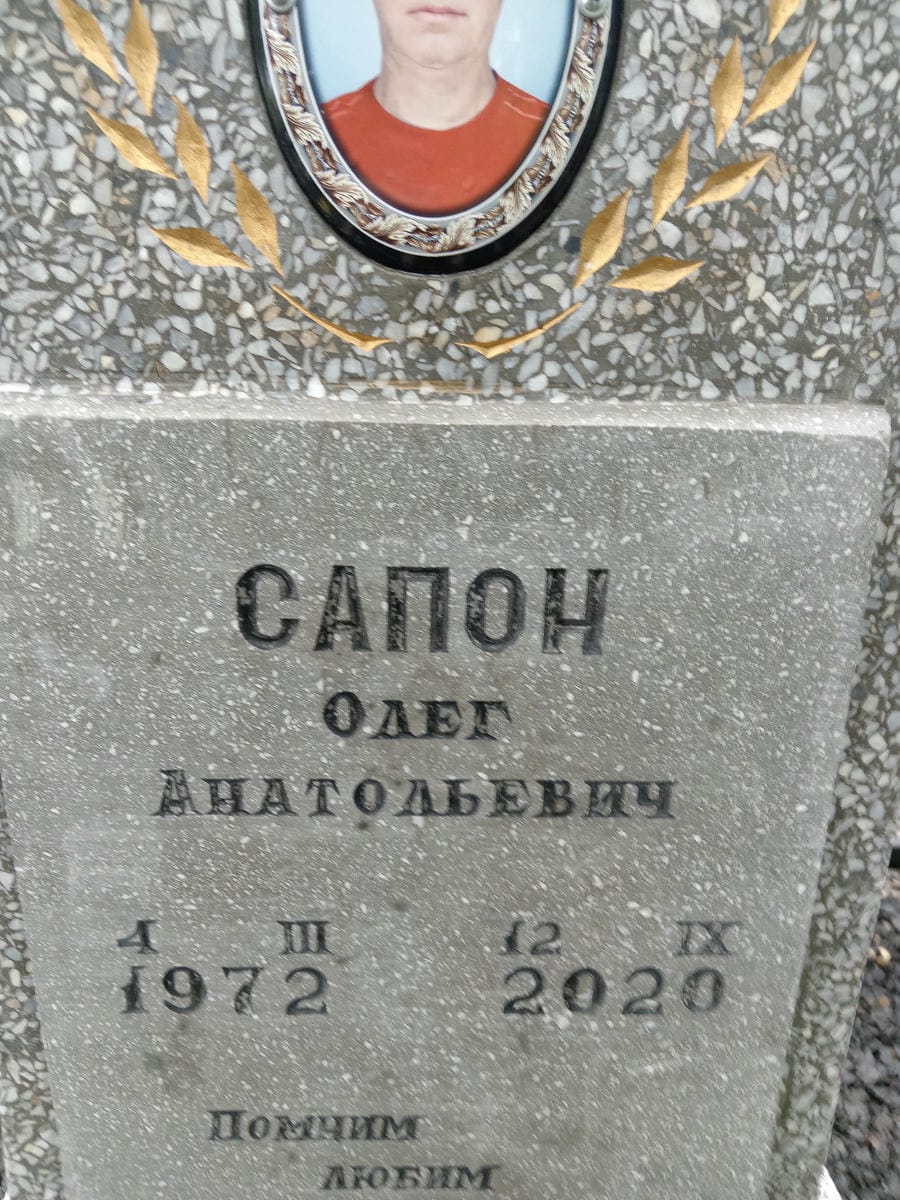 САПОН
ОЛЕГ
АНАТОЛЬЕВИЧ
4 III 12 IX
1972 2020
ПОМНИМ
ЛЮБИМ